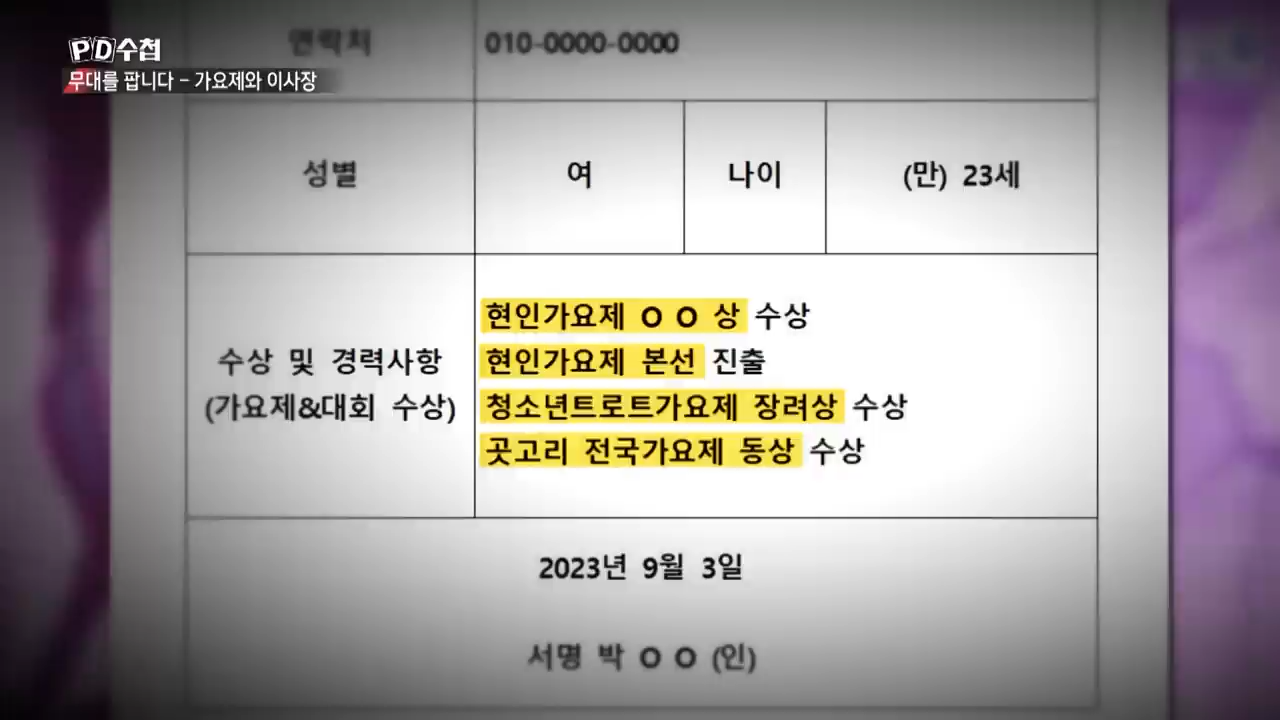 PD수첩
무대를 팝니다 - 가요제와 이사장
연락처 010-0000-0000
성별 여 나이 (만) 23세
수상 및 경력사항
(가요제&대회 수상)
현인가요제 O O 상 수상
현인가요제 본선 진출
청소년트로트가요제 장려상 수상
곳고리 전국가요제 동상 수상
2023년 9월 3일
서명 박 O O (인)